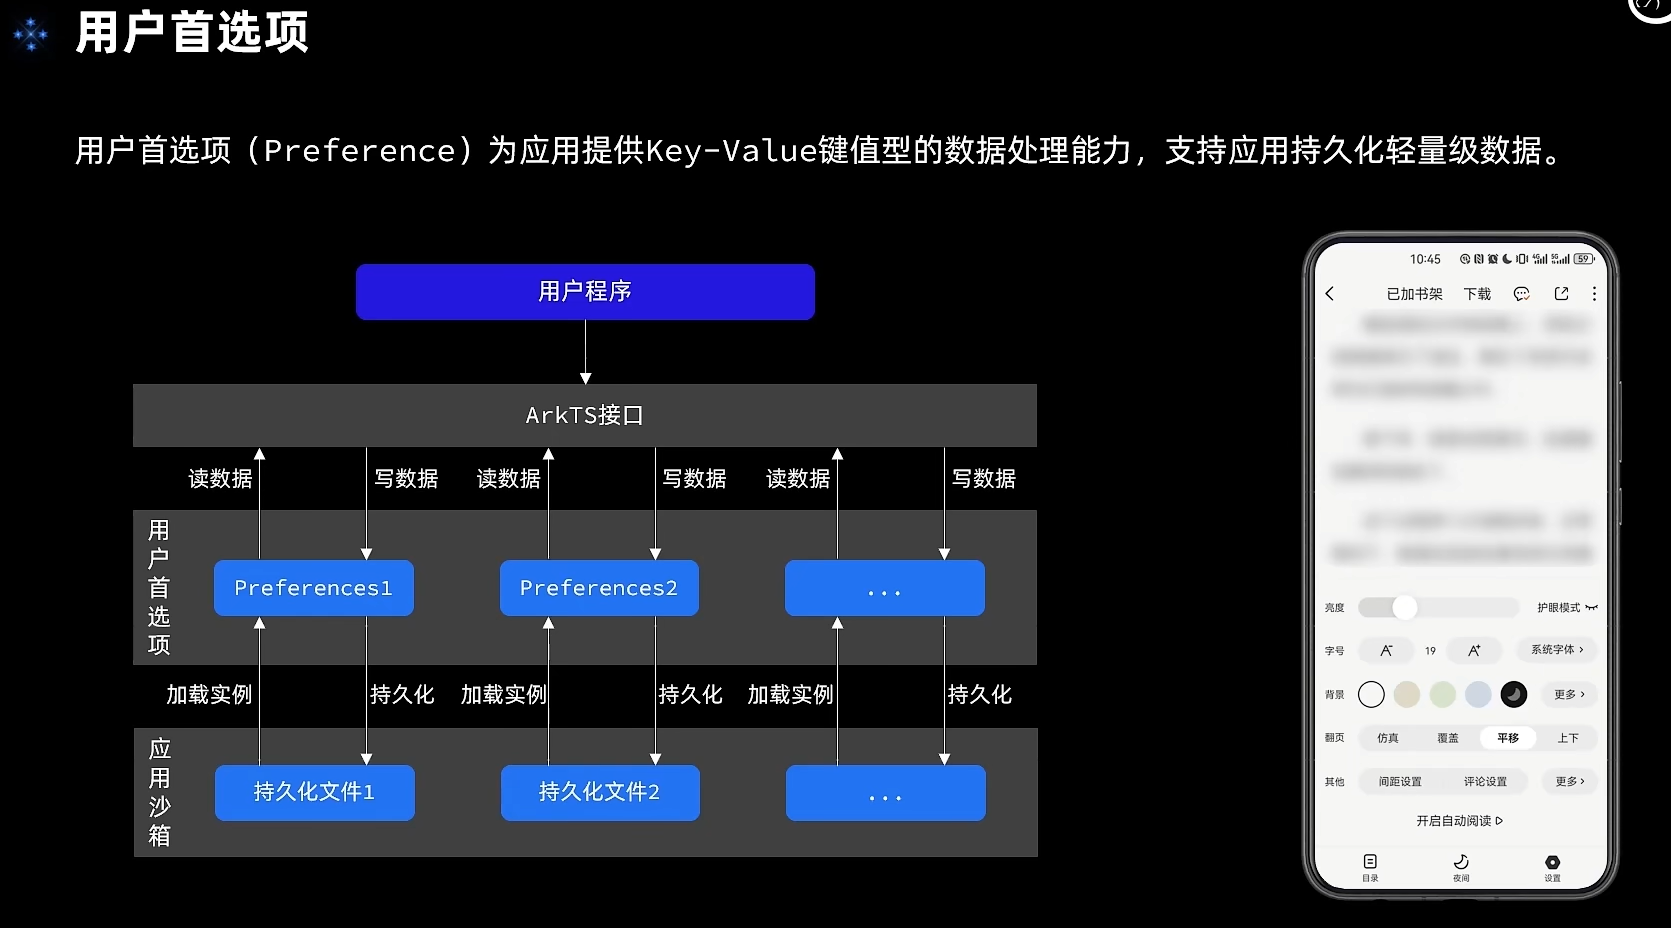 用户首选项
用户首选项（Preference）为应用提供Key-Value键值型的数据处理能力，支持应用持久化轻量级数据。
用户程序
ArkTS接口
读数据 写数据 读数据 写数据 读数据 写数据
用户首选项
Preferences1 Preferences2 ...
加载实例 持久化 加载实例 持久化 加载实例 持久化
应用沙箱
持久化文件1 持久化文件2 ...
10:45 59
已加书架 下载
亮度 护眼模式
字号 A- 19 A+ 系统字体 >
背景 更多 >
翻页 仿真 覆盖 平移 上下
其他 间距设置 评论设置 更多 >
开启自动阅读
目录 夜间 设置